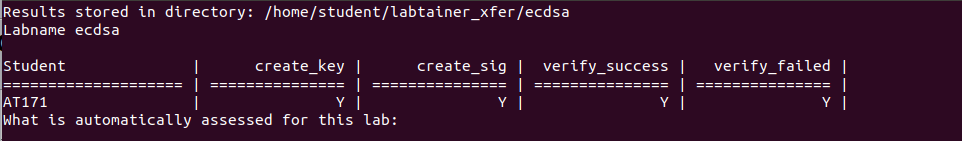 Results stored in directory: /home/student/labtainer_xfer/ecdsa
Labname ecdsa
Student | create_key | create_sig | verify_success | verify_failed |
==================== | =============== | =============== | =============== | =============== |
AT171 | Y | Y | Y | Y |
What is automatically assessed for this lab: